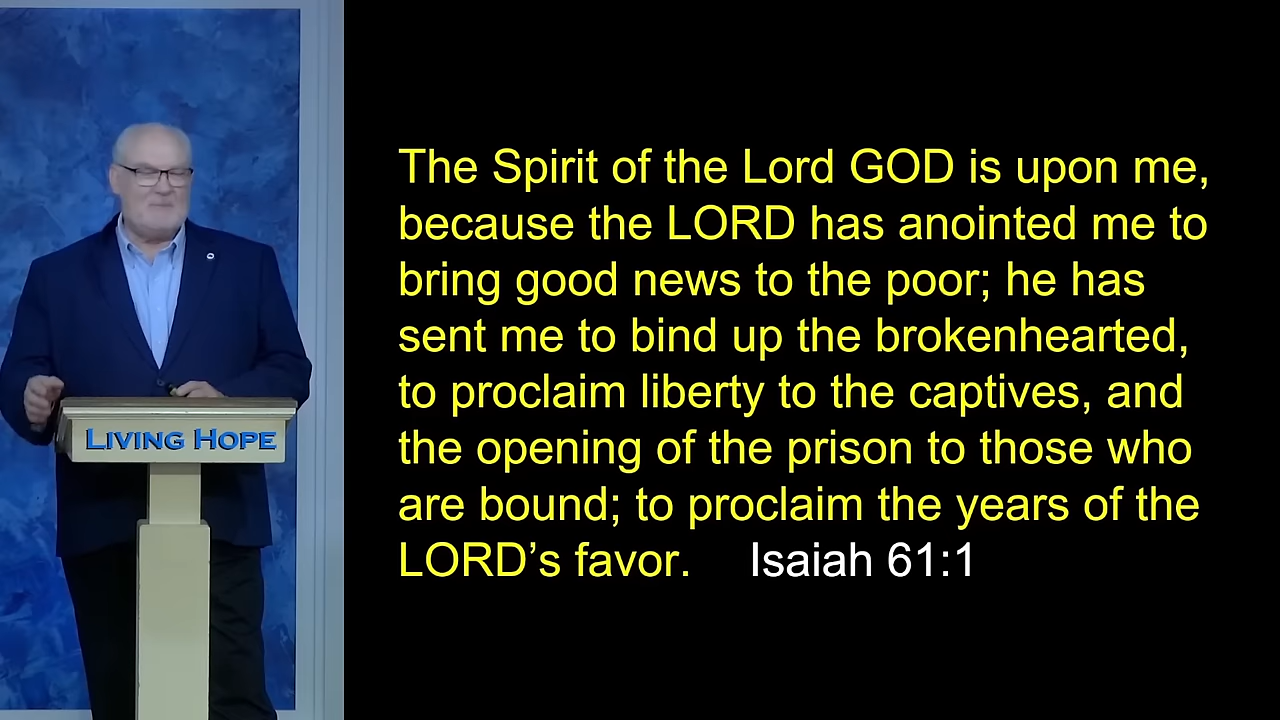 LIVING HOPE
The Spirit of the Lord GOD is upon me,
because the LORD has anointed me to
bring good news to the poor; he has
sent me to bind up the brokenhearted,
to proclaim liberty to the captives, and
the opening of the prison to those who
are bound; to proclaim the years of the
LORD’s favor. Isaiah 61:1